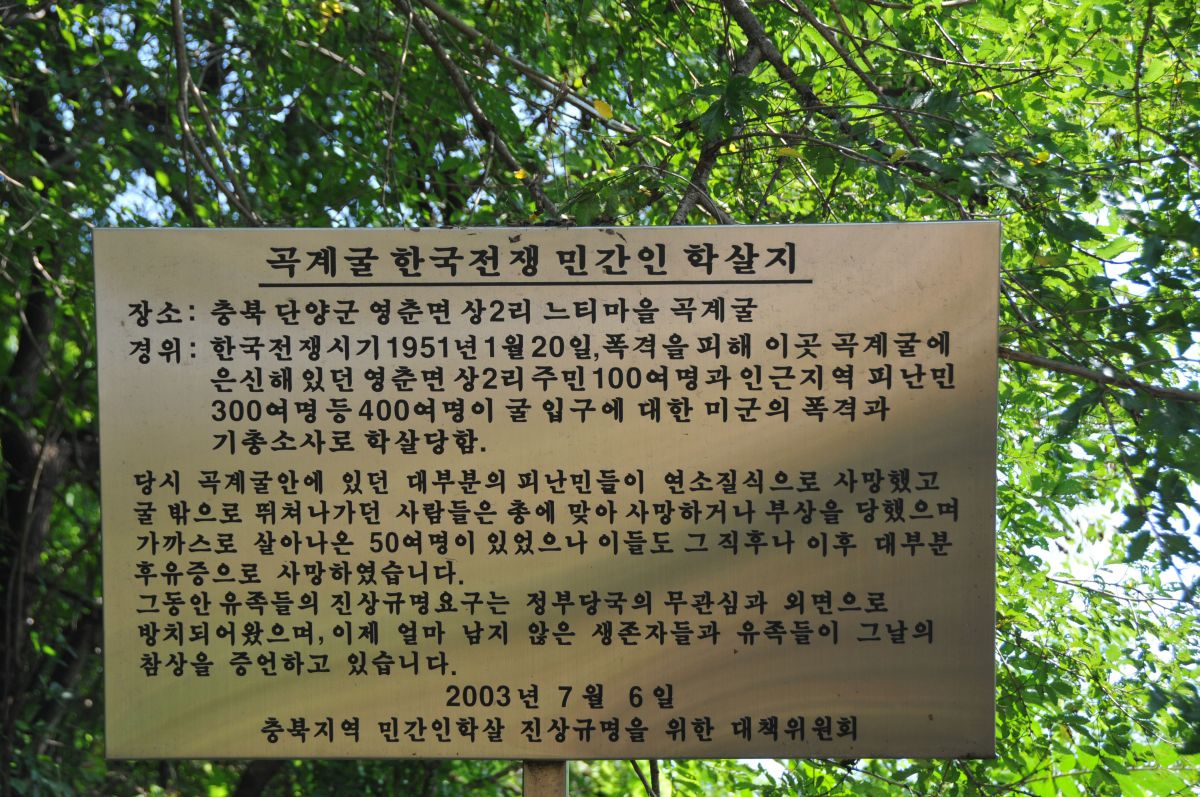 곡계굴 한국전쟁 민간인 학살지
장소: 충북 단양군 영춘면 상2리 느티마을 곡계굴
경위: 한국전쟁시기 1951년 1월 20일, 폭격을 피해 이곳 곡계굴에
은신해 있던 영춘면 상2리 주민 100여명과 인근지역 피난민
300여명 등 400여명이 굴 입구에 대한 미군의 폭격과
기총소사로 학살당함.
당시 곡계굴안에 있던 대부분의 피난민들이 연소질식으로 사망했고
굴 밖으로 뛰쳐나가던 사람들은 총에 맞아 사망하거나 부상을 당했으며
가까스로 살아나온 50여명이 있었으나 이들도 그 직후나 이후 대부분
후유증으로 사망하였습니다.
그동안 유족들의 진상규명요구는 정부당국의 무관심과 외면으로
방치되어왔으며, 이제 얼마 남지 않은 생존자들과 유족들이 그날의
참상을 증언하고 있습니다.
2003년 7월 6일
충북지역 민간인학살 진상규명을 위한 대책위원회